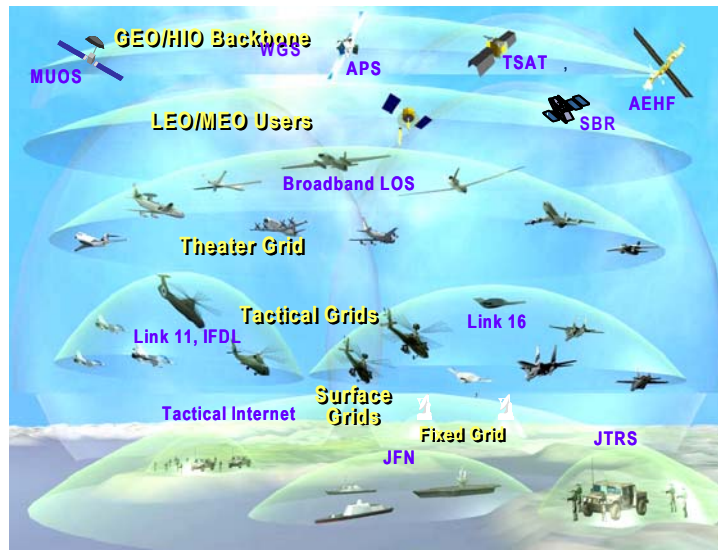 GEO/HIO Backbone
WGS
MUOS
APS
TSAT ,
AEHF
LEO/MEO Users
SBR
Broadband LOS
Theater Grid
Tactical Grids
Link 16
Link 11, IFDL
Surface
Grids
Tactical Internet
Fixed Grid
JTRS
JFN